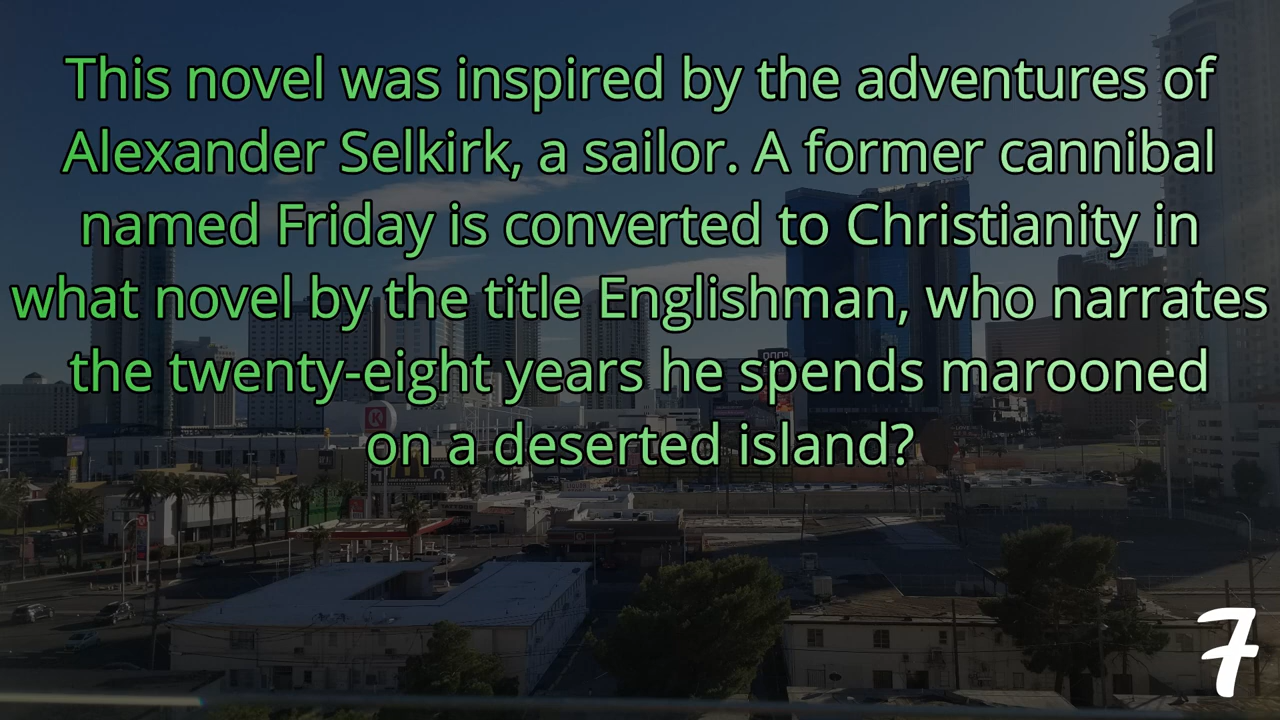 This novel was inspired by the adventures of
Alexander Selkirk, a sailor. A former cannibal
named Friday is converted to Christianity in
what novel by the title Englishman, who narrates
the twenty-eight years he spends marooned
on a deserted island?
7